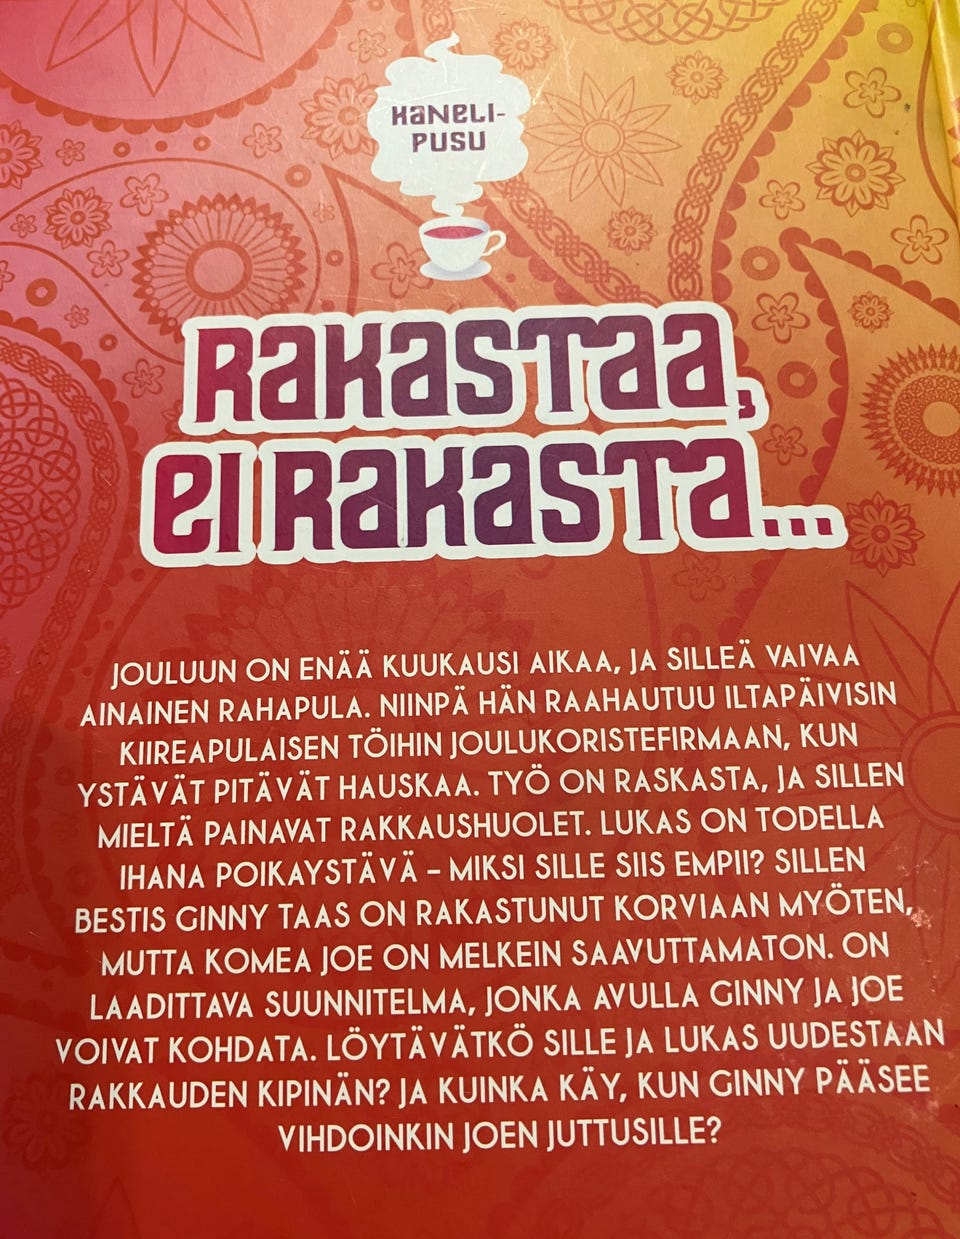 KANELI-
PUSU
RAKASTAA,
EI RAKASTA...
JOULUUN ON ENÄÄ KUUKAUSI AIKAA, JA SILLEÄ VAIVAA
AINAINEN RAHAPULA. NIINPÄ HÄN RAAHAUTUU ILTAPÄIVISIN
KIIREAPULAISEN TÖIHIN JOULUKORISTEFIRMAAN, KUN
YSTÄVÄT PITÄVÄT HAUSKAA. TYÖ ON RASKASTA, JA SILLEN
MIELTÄ PAINAVAT RAKKAUSHUOLET. LUKAS ON TODELLA
IHANA POIKAYSTÄVÄ – MIKSI SILLE SIIS EMPII? SILLEN
BESTIS GINNY TAAS ON RAKASTUNUT KORVIAAN MYÖTEN,
MUTTA KOMEA JOE ON MELKEIN SAAVUTTAMATON. ON
LAADITTAVA SUUNNITELMA, JONKA AVULLA GINNY JA JOE
VOIVAT KOHDATA. LÖYTÄVÄTKÖ SILLE JA LUKAS UUDESTAAN
RAKKAUDEN KIPINÄN? JA KUINKA KÄY, KUN GINNY PÄÄSEE
VIHDOINKIN JOEN JUTTUSILLE?